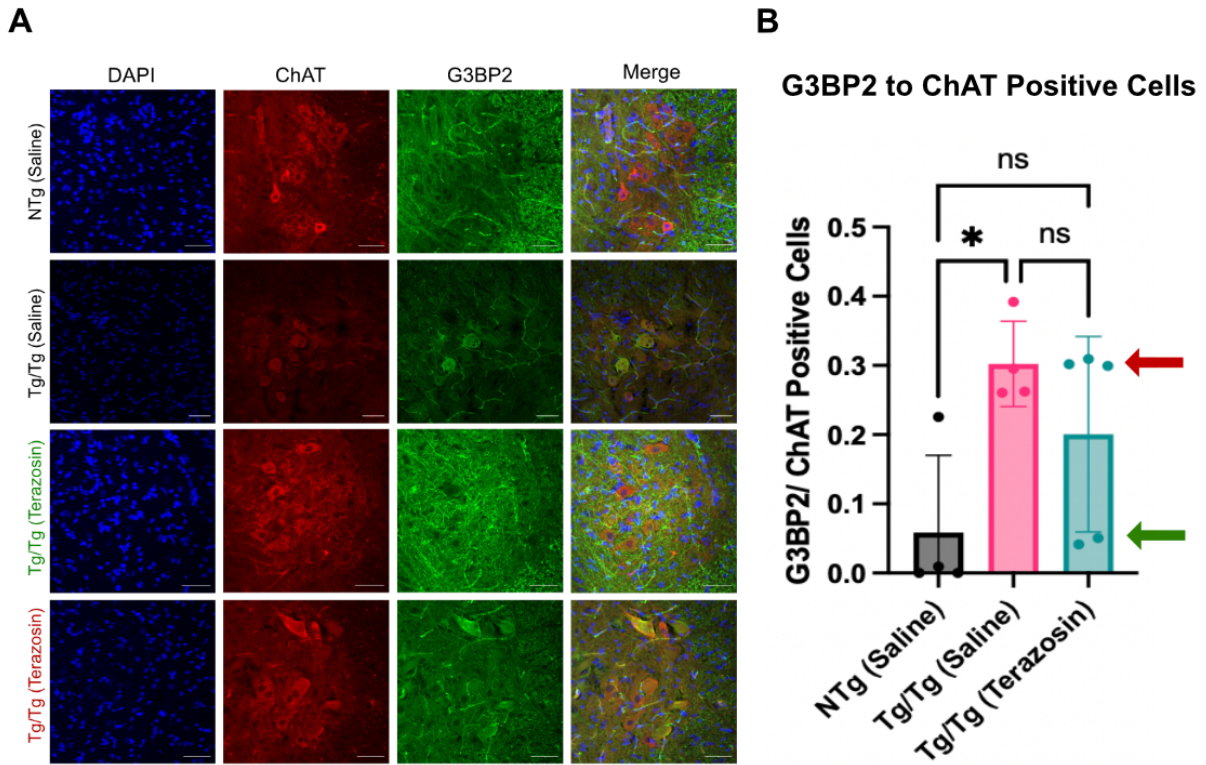 A
B
DAPI
ChAT
G3BP2
Merge
NTg (Saline)
Tg/Tg (Saline)
Tg/Tg (Terazosin)
Tg/Tg (Terazosin)
G3BP2 to ChAT Positive Cells
ns
*
ns
G3BP2/ ChAT Positive Cells
0.5
0.4
0.3
0.2
0.1
0.0
NTg (Saline)
Tg/Tg (Saline)
Tg/Tg (Terazosin)